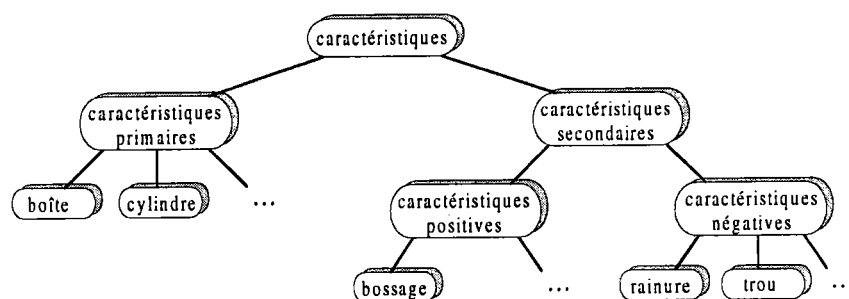 caractéristiques
caractéristiques
primaires
caractéristiques
secondaires
boîte
cylindre
...
caractéristiques
positives
caractéristiques
négatives
bossage
...
rainure
trou
..